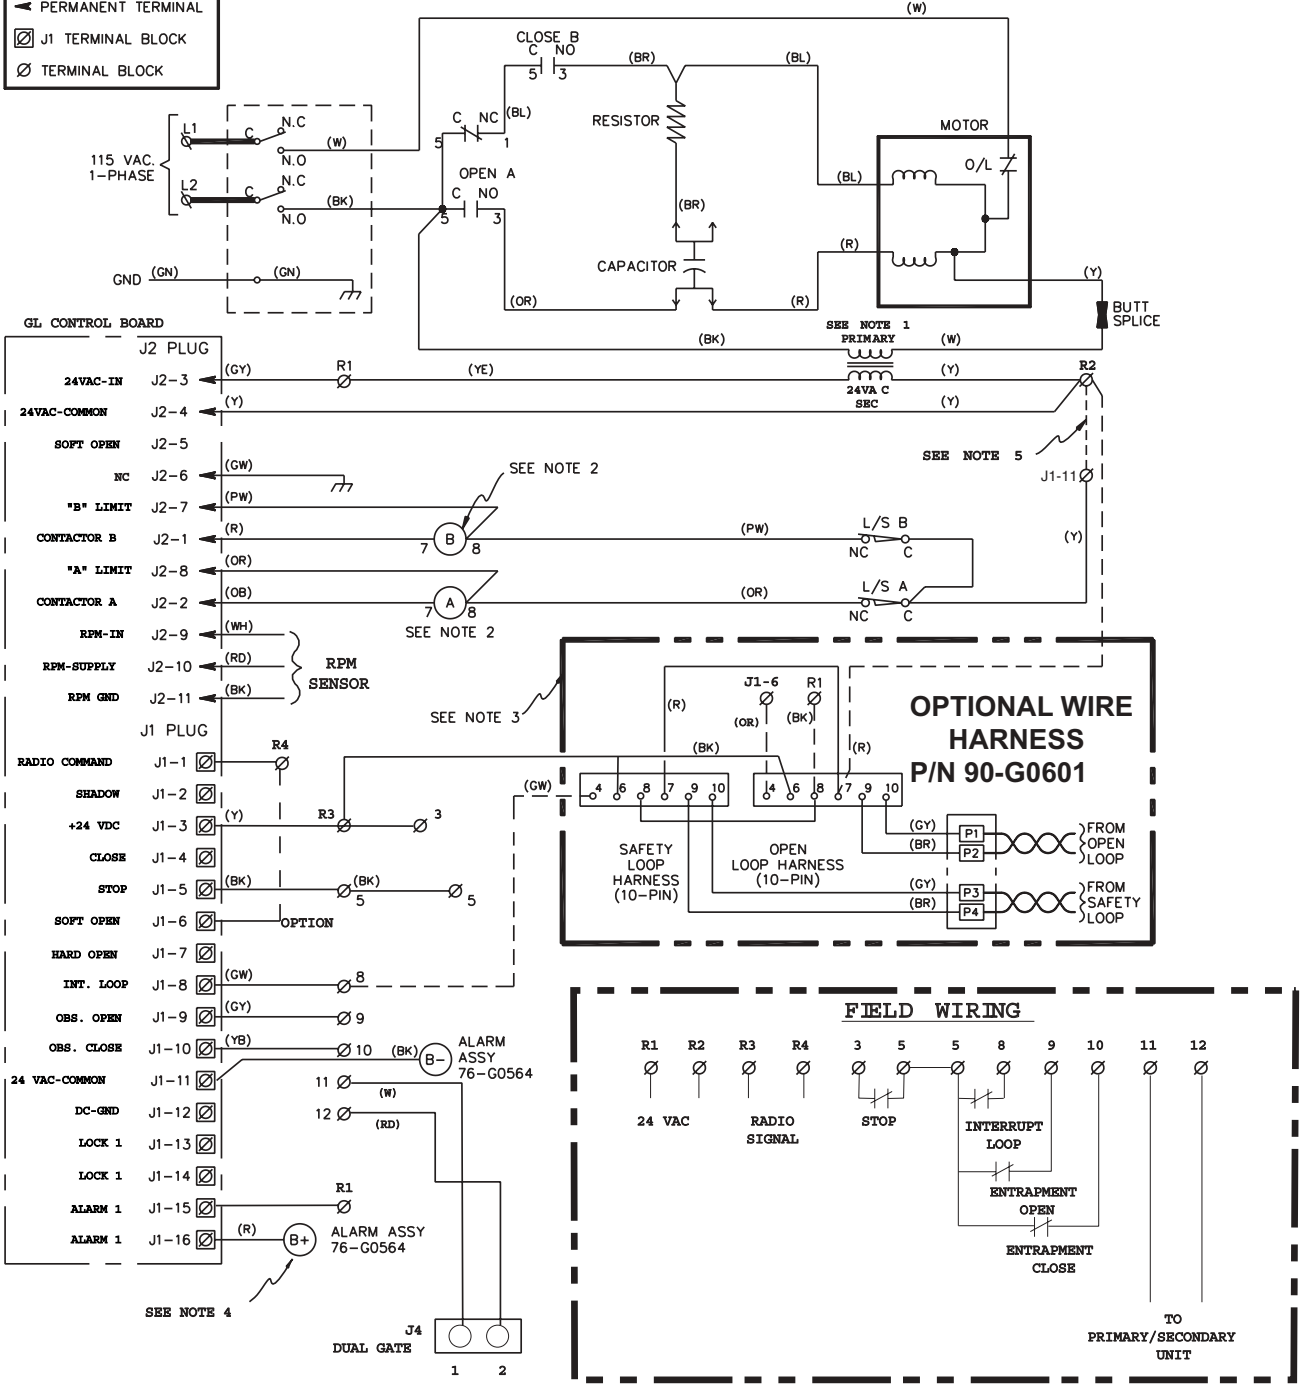 PERMANENT TERMINAL
J1 TERMINAL BLOCK
TERMINAL BLOCK
(W)
CLOSE B
C NO
5 3
(BR)
(BL)
(BL)
C NC
5 1
RESISTOR
MOTOR
O/L
L1
C
N.C
N.O
(W)
115 VAC.
1-PHASE
L2
C
N.C
N.O
(BK)
OPEN A
C NO
5 3
(BR)
(BL)
(R)
CAPACITOR
GND
(GN)
(GN)
(OR)
(R)
(Y)
BUTT
SPLICE
SEE NOTE 1
PRIMARY
(BK)
(W)
GL CONTROL BOARD
J2 PLUG
24VAC-IN J2-3 (GY) R1 (YE) (Y) R2
24VA C
SEC
24VAC-COMMON J2-4 (Y) (Y)
SOFT OPEN J2-5
SEE NOTE 5
NC J2-6 (GW)
SEE NOTE 2
J1-11
"B" LIMIT J2-7 (PW)
CONTACTOR B J2-1 (R) 7 B 8 (PW) L/S B NC C (Y)
"A" LIMIT J2-8 (OR)
CONTACTOR A J2-2 (OB) 7 A 8 (OR) L/S A NC C
SEE NOTE 2
RPM-IN J2-9 (WH)
RPM-SUPPLY J2-10 (RD)
RPM GND J2-11 (BK)
RPM
SENSOR
J1 PLUG
SEE NOTE 3
RADIO COMMAND J1-1 R4
SHADOW J1-2
+24 VDC J1-3 (Y) R3 3
CLOSE J1-4
STOP J1-5 (BK) 5 (BK) 5
SOFT OPEN J1-6 OPTION
HARD OPEN J1-7
INT. LOOP J1-8 (GW) 8
OBS. OPEN J1-9 (GY) 9
OBS. CLOSE J1-10 (YB) 10 (BK) B-
ALARM
ASSY
76-G0564
24 VAC-COMMON J1-11 11 (W)
DC-GND J1-12 12 (RD)
LOCK 1 J1-13
LOCK 1 J1-14
ALARM 1 J1-15 R1
ALARM 1 J1-16 (R) B+
ALARM ASSY
76-G0564
SEE NOTE 4
J4
DUAL GATE
1 2
J1-6 R1
(R) (OR) (BK)
(BK) (R)
(GW)
OPTIONAL WIRE
HARNESS
P/N 90-G0601
4 6 8 7 9 10
4 6 8 7 9 10
SAFETY
LOOP
HARNESS
(10-PIN)
OPEN
LOOP HARNESS
(10-PIN)
(GY) P1
(BR) P2
FROM
OPEN
LOOP
(GY) P3
(BR) P4
FROM
SAFETY
LOOP
FIELD WIRING
R1 R2 R3 R4 3 5 5 8 9 10 11 12
24 VAC
RADIO
SIGNAL
STOP
INTERRUPT
LOOP
ENTRAPMENT
OPEN
ENTRAPMENT
CLOSE
TO
PRIMARY/SECONDARY
UNIT